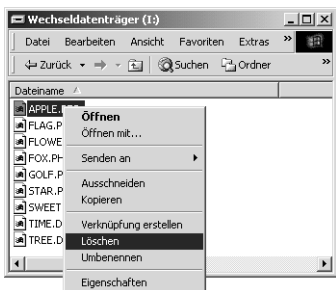 Wechseldatenträger (I:)
Datei Bearbeiten Ansicht Favoriten Extras »
Zurück Suchen Ordner »
Dateiname
APPLE.
Öffnen
FLAG.P
Öffnen mit...
FLOWE
FOX.PH
Senden an
GOLF.P
STAR.P
Ausschneiden
SWEET
Kopieren
TIME.D
Verknüpfung erstellen
TREE.D
Löschen
Umbenennen
Eigenschaften